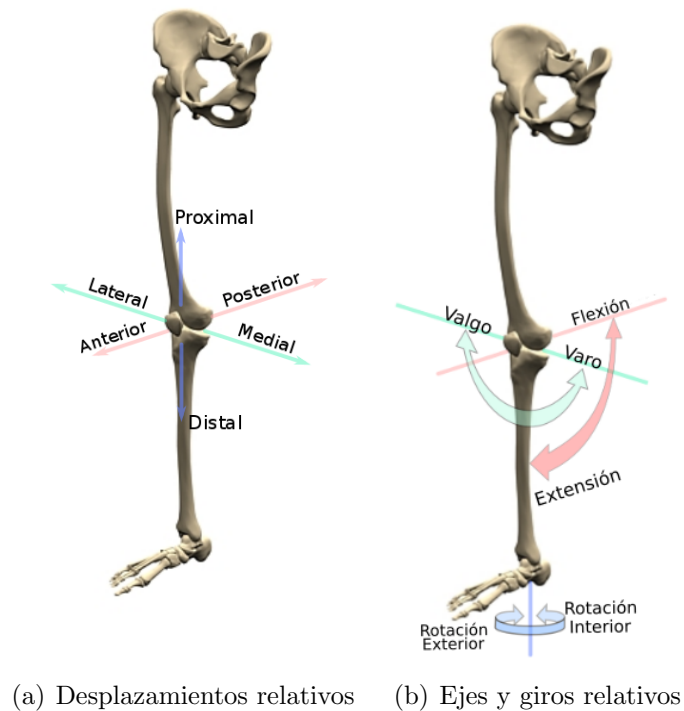 Proximal
Lateral
Posterior
Anterior
Medial
Distal
Valgo
Flexión
Varo
Extensión
Rotación
Exterior
Rotación
Interior
(a) Desplazamientos relativos
(b) Ejes y giros relativos